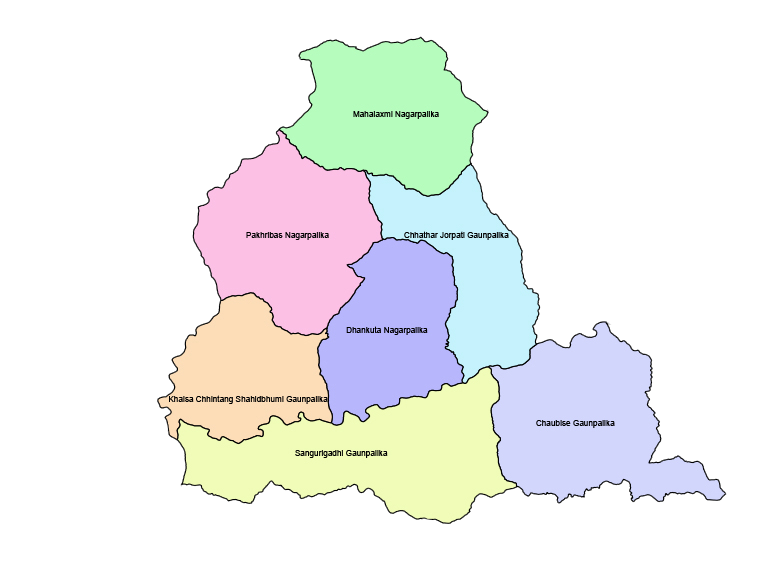 Mahalaxmi Nagarpalika
Pakhribas Nagarpalika
Chhathar Jorpati Gaunpalika
Dhankuta Nagarpalika
Khalsa Chhintang Shahidbhumi Gaunpalika
Chaubise Gaunpalika
Sangurigadhi Gaunpalika